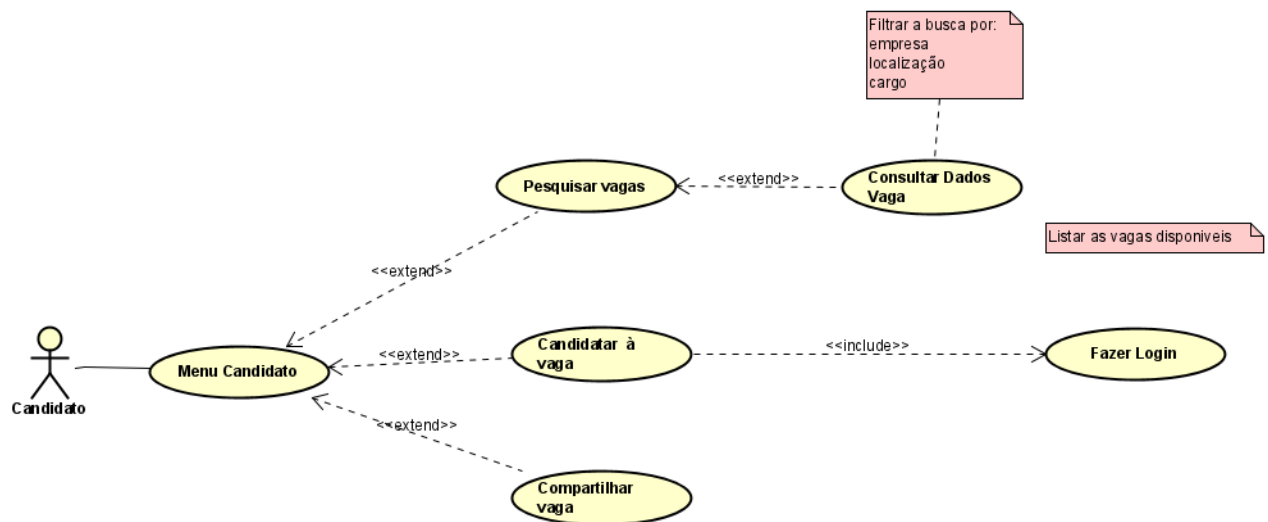 Filtrar a busca por:
empresa
localização
cargo
Pesquisar vagas
<<extend>>
Consultar Dados
Vaga
Listar as vagas disponiveis
<<extend>>
Candidato
Menu Candidato
<<extend>>
Candidatar à
vaga
<<include>>
Fazer Login
<<extend>>
Compartilhar
vaga